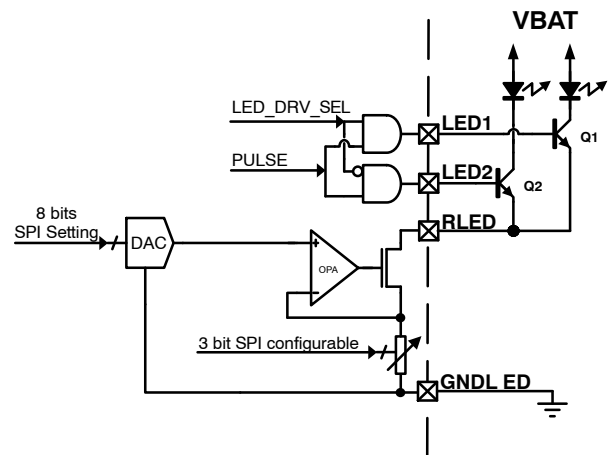 VBAT
LED_DRV_SEL
LED1
Q1
PULSE
LED2
Q2
8 bits
SPI Setting
DAC
RLED
+
OPA
-
3 bit SPI configurable
GNDL ED